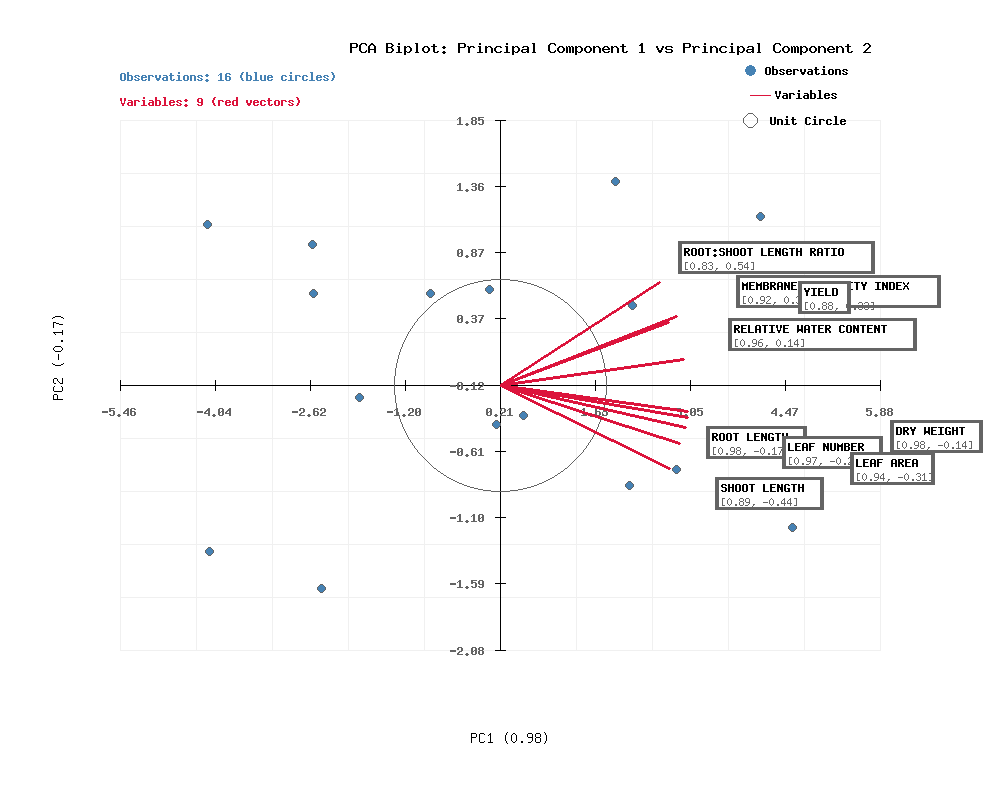 PCA Biplot: Principal Component 1 vs Principal Component 2
Observations: 16 (blue circles)
Variables: 9 (red vectors)
Observations
Variables
Unit Circle
1.85
1.36
0.87
0.37
-0.12
-0.61
-1.10
-1.59
-2.08
-5.46
-4.04
-2.62
-1.20
0.21
1.63
3.05
4.47
5.88
ROOT:SHOOT LENGTH RATIO
[0.83, 0.54]
MEMBRANE
INDEX
[0.92,
YIELD
[0.88,
RELATIVE WATER CONTENT
[0.96, 0.14]
ROOT LENGTH
[0.98, -0.17
LEAF NUMBER
[0.97,
DRY WEIGHT
[0.98, -0.14]
LEAF AREA
[0.94, -0.31]
SHOOT LENGTH
[0.89, -0.44]
PC2 (-0.17)
PC1 (0.98)